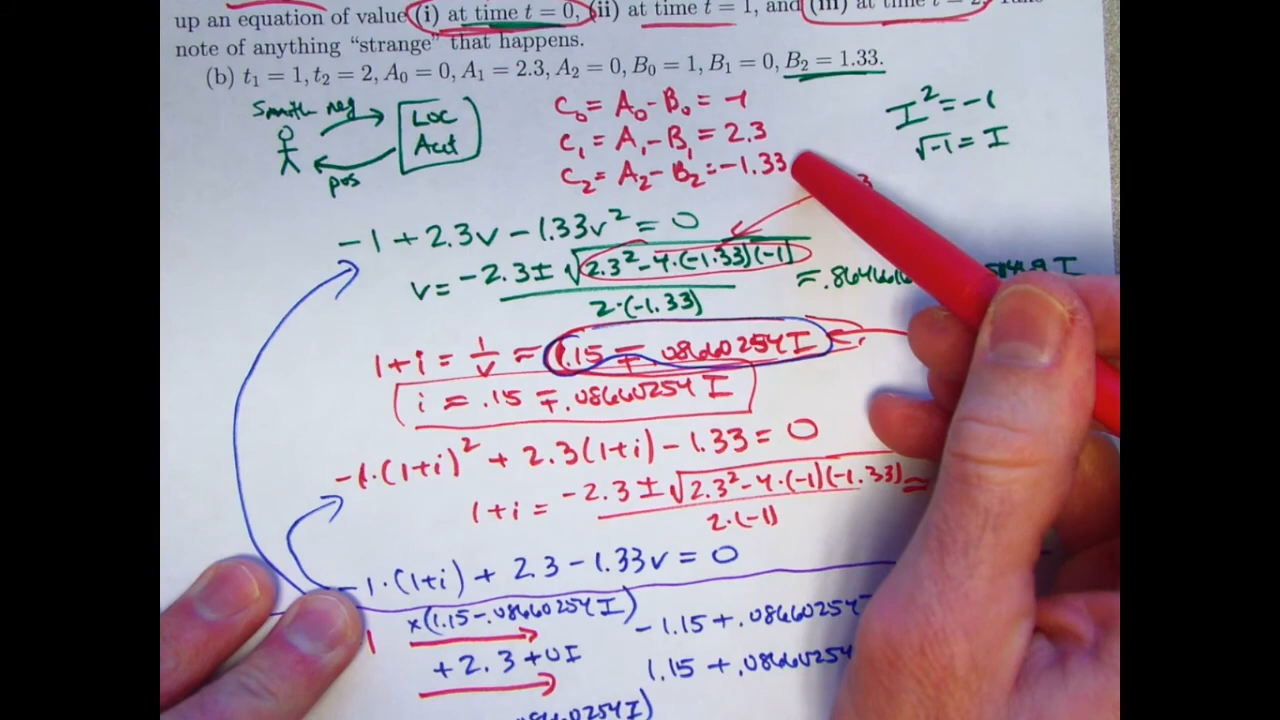 up an equation of value (i) at time t = 0, (ii) at time t = 1, and (iii) at time t = 2.
note of anything “strange” that happens.
(b) t₁ = 1, t₂ = 2, A₀ = 0, A₁ = 2.3, A₂ = 0, B₀ = 1, B₁ = 0, B₂ = 1.33.
Smith neg
Loc
Acct
pos
C₀ = A₀ - B₀ = -1
C₁ = A₁ - B₁ = 2.3
C₂ = A₂ - B₂ = -1.33
I² = -1
√-1 = I
-1 + 2.3v - 1.33v² = 0
v = -2.3 ± √2.3² - 4·(-1.33)(-1)
2·(-1.33)
1+i = 1/v ≈ 1.15 ∓ .08660254 I
i ≈ .15 ∓ .08660254 I
-1·(1+i)² + 2.3(1+i) - 1.33 = 0
1+i = -2.3 ± √2.3² - 4·(-1)(-1.33) ≈
2·(-1)
-1·(1+i) + 2.3 - 1.33v = 0
×(1.15 - .08660254 I)
-1.15 + .08660254
+2.3 + 0I
1.15 + .08660254